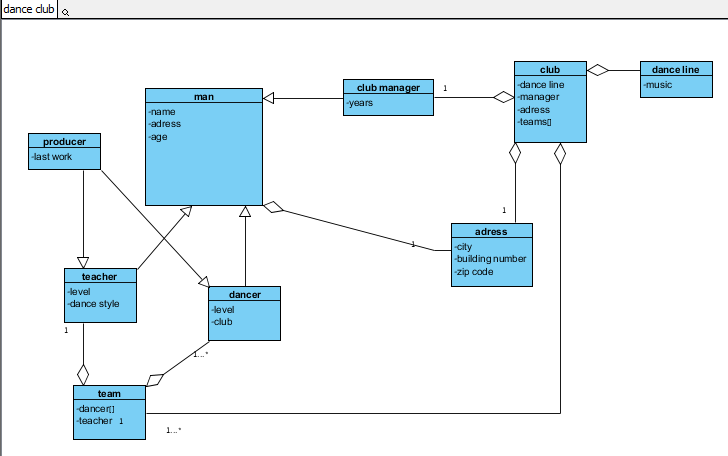 dance club
man
-name
-adress
-age
club manager
-years
1
club
-dance line
-manager
-adress
-teams[]
dance line
-music
producer
-last work
1
1
adress
-city
-building number
-zip code
teacher
-level
-dance style
1
dancer
-level
-club
1...*
team
-dancer[]
-teacher 1
1...*